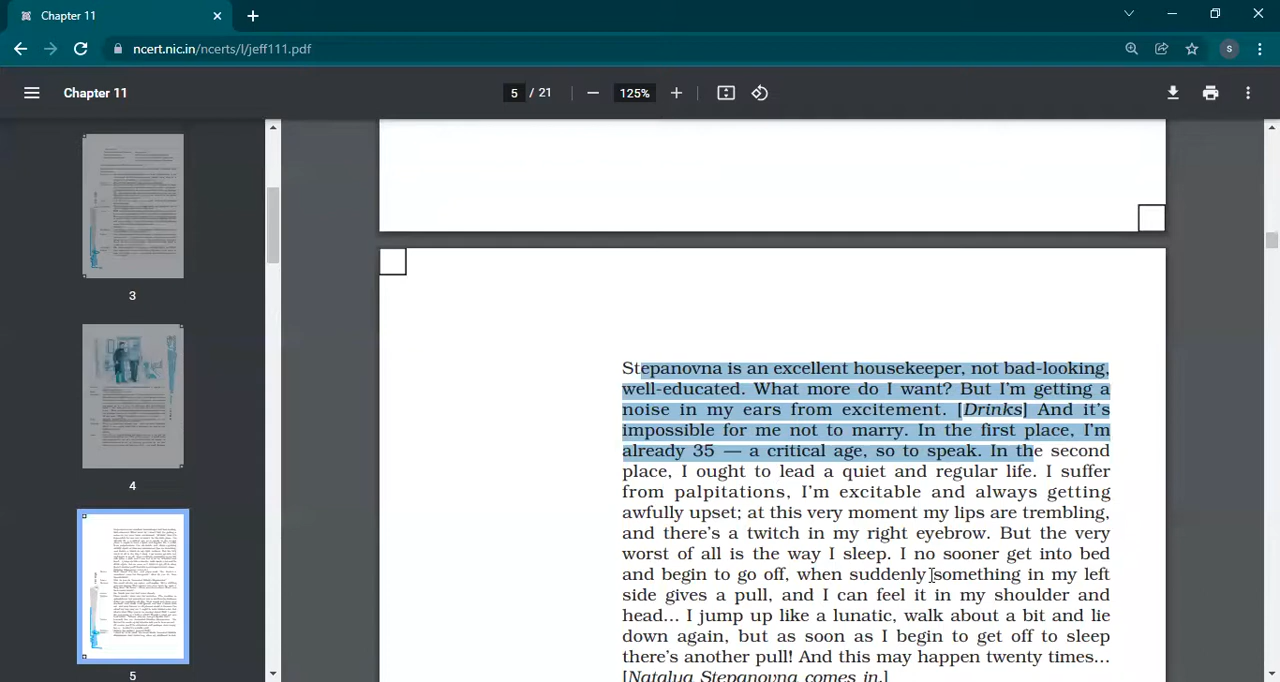 Chapter 11
ncert.nic.in/ncerts/l/jeff111.pdf
S
Chapter 11
5 / 21
125%
3
4
5
Stepanovna is an excellent housekeeper, not bad-looking,
well-educated. What more do I want? But I'm getting a
noise in my ears from excitement. [Drinks] And it's
impossible for me not to marry. In the first place, I'm
already 35 — a critical age, so to speak. In the second
place, I ought to lead a quiet and regular life. I suffer
from palpitations, I'm excitable and always getting
awfully upset; at this very moment my lips are trembling,
and there's a twitch in my right eyebrow. But the very
worst of all is the way I sleep. I no sooner get into bed
and begin to go off, when suddenly something in my left
side gives a pull, and I can feel it in my shoulder and
head... I jump up like a lunatic, walk about a bit and lie
down again, but as soon as I begin to get off to sleep
there's another pull! And this may happen twenty times...
[Natalya Stepanovna comes in.]